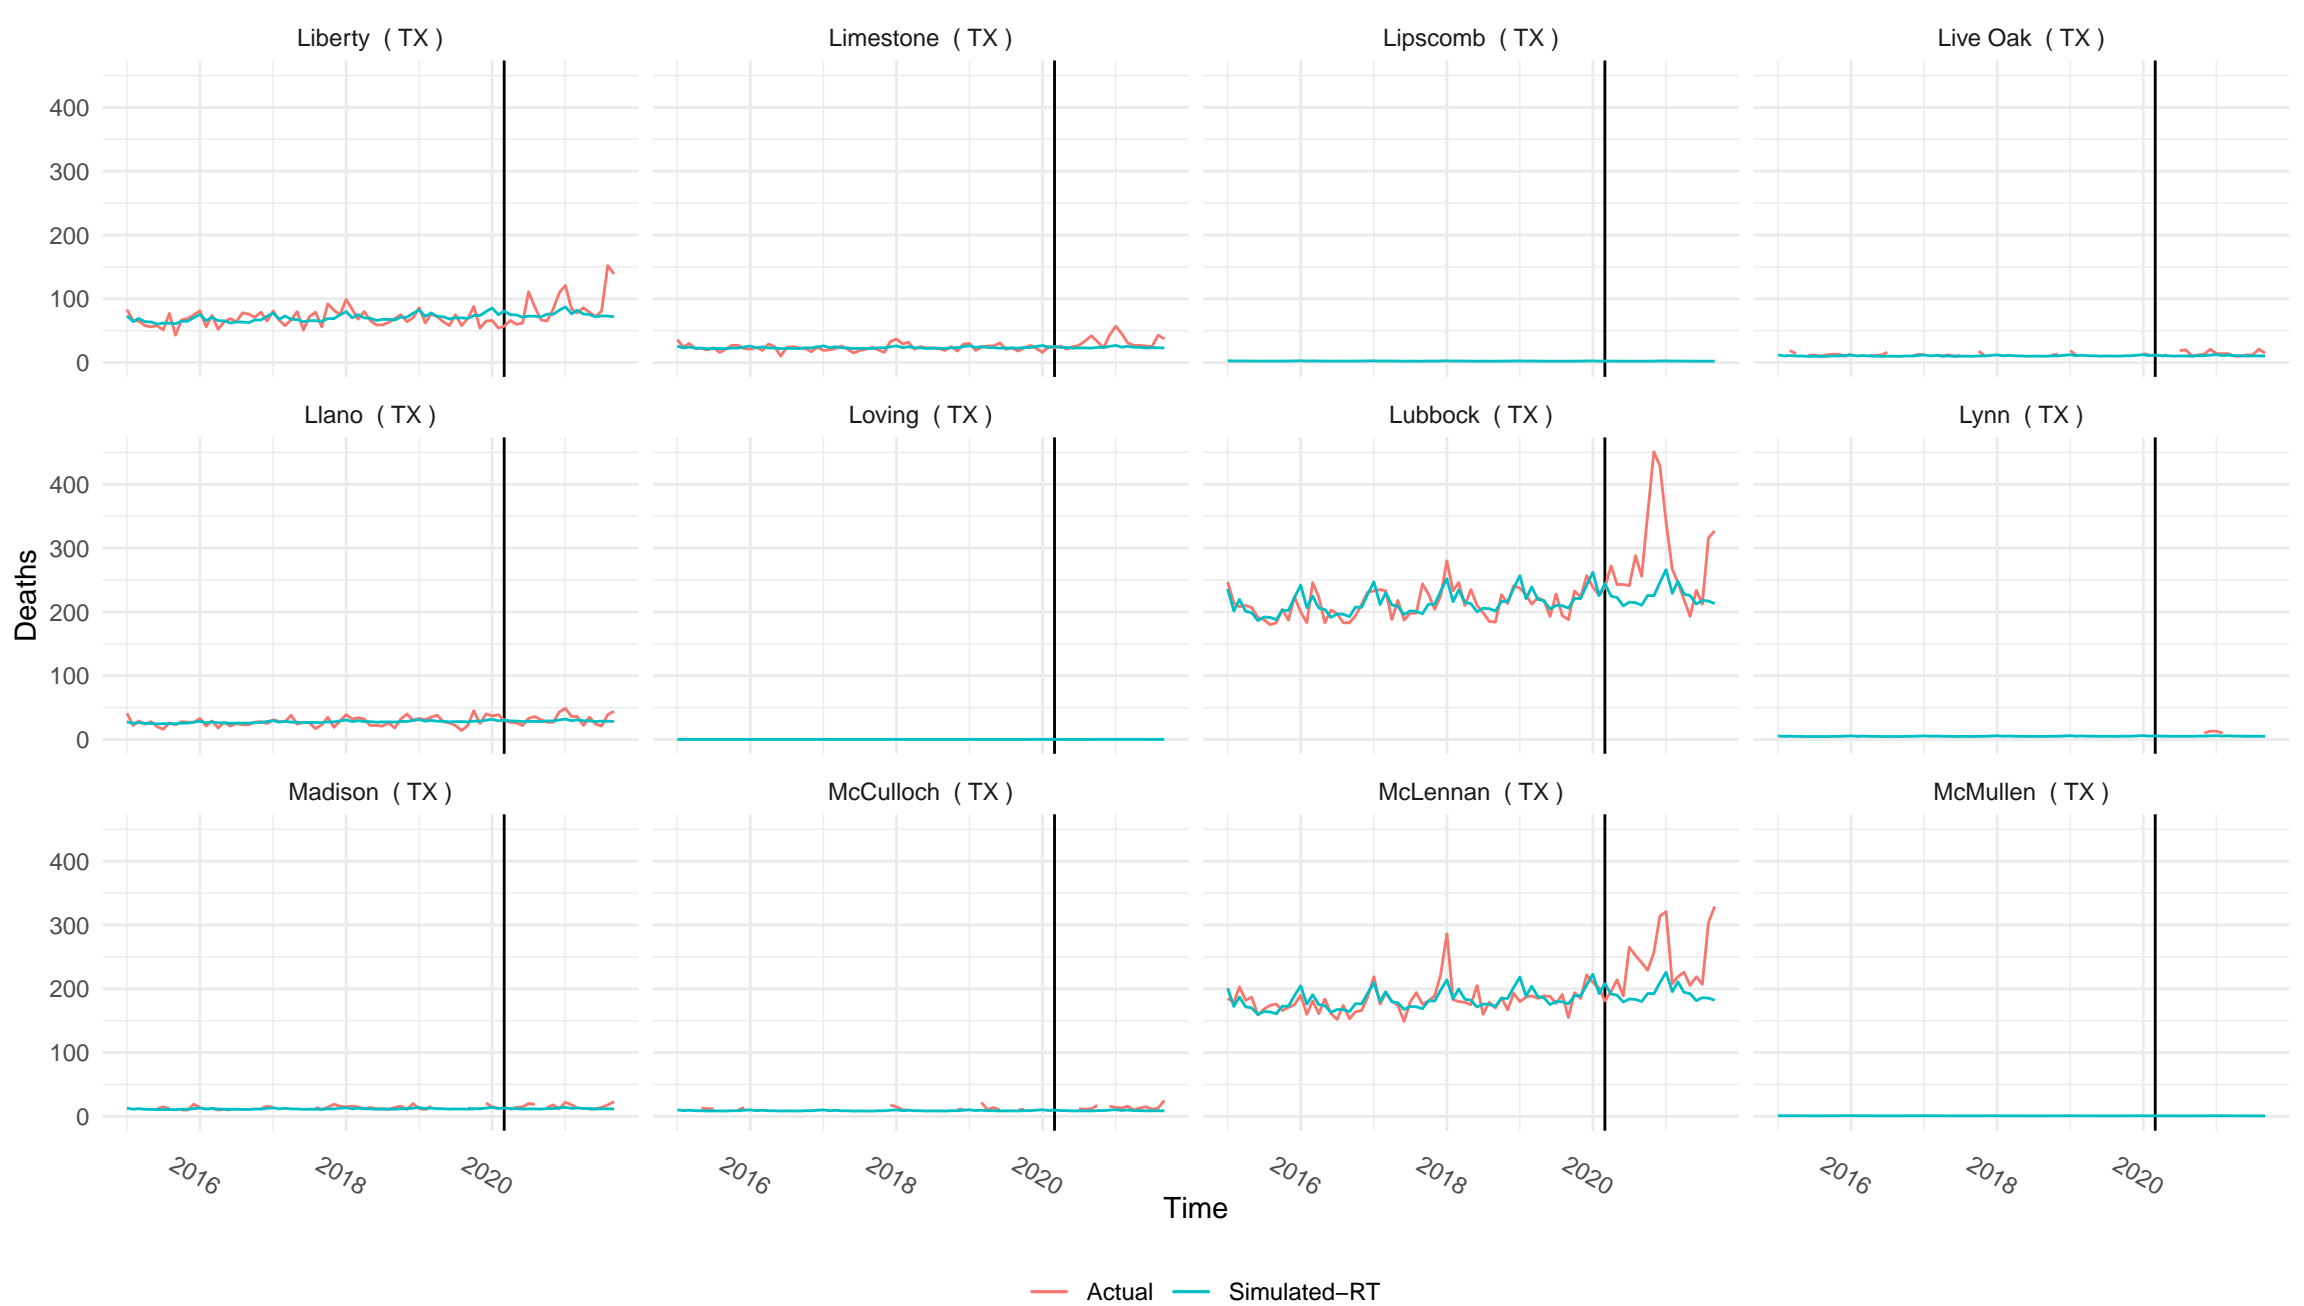 Liberty ( TX ) Limestone ( TX ) Lipscomb ( TX ) Live Oak ( TX )
400
300
200
100
0
Llano ( TX ) Loving ( TX ) Lubbock ( TX ) Lynn ( TX )
400
300
200
100
0
Deaths
Madison ( TX ) McCulloch ( TX ) McLennan ( TX ) McMullen ( TX )
400
300
200
100
0
2016 2018 2020 2016 2018 2020 2016 2018 2020 2016 2018 2020
Time
Actual Simulated−RT